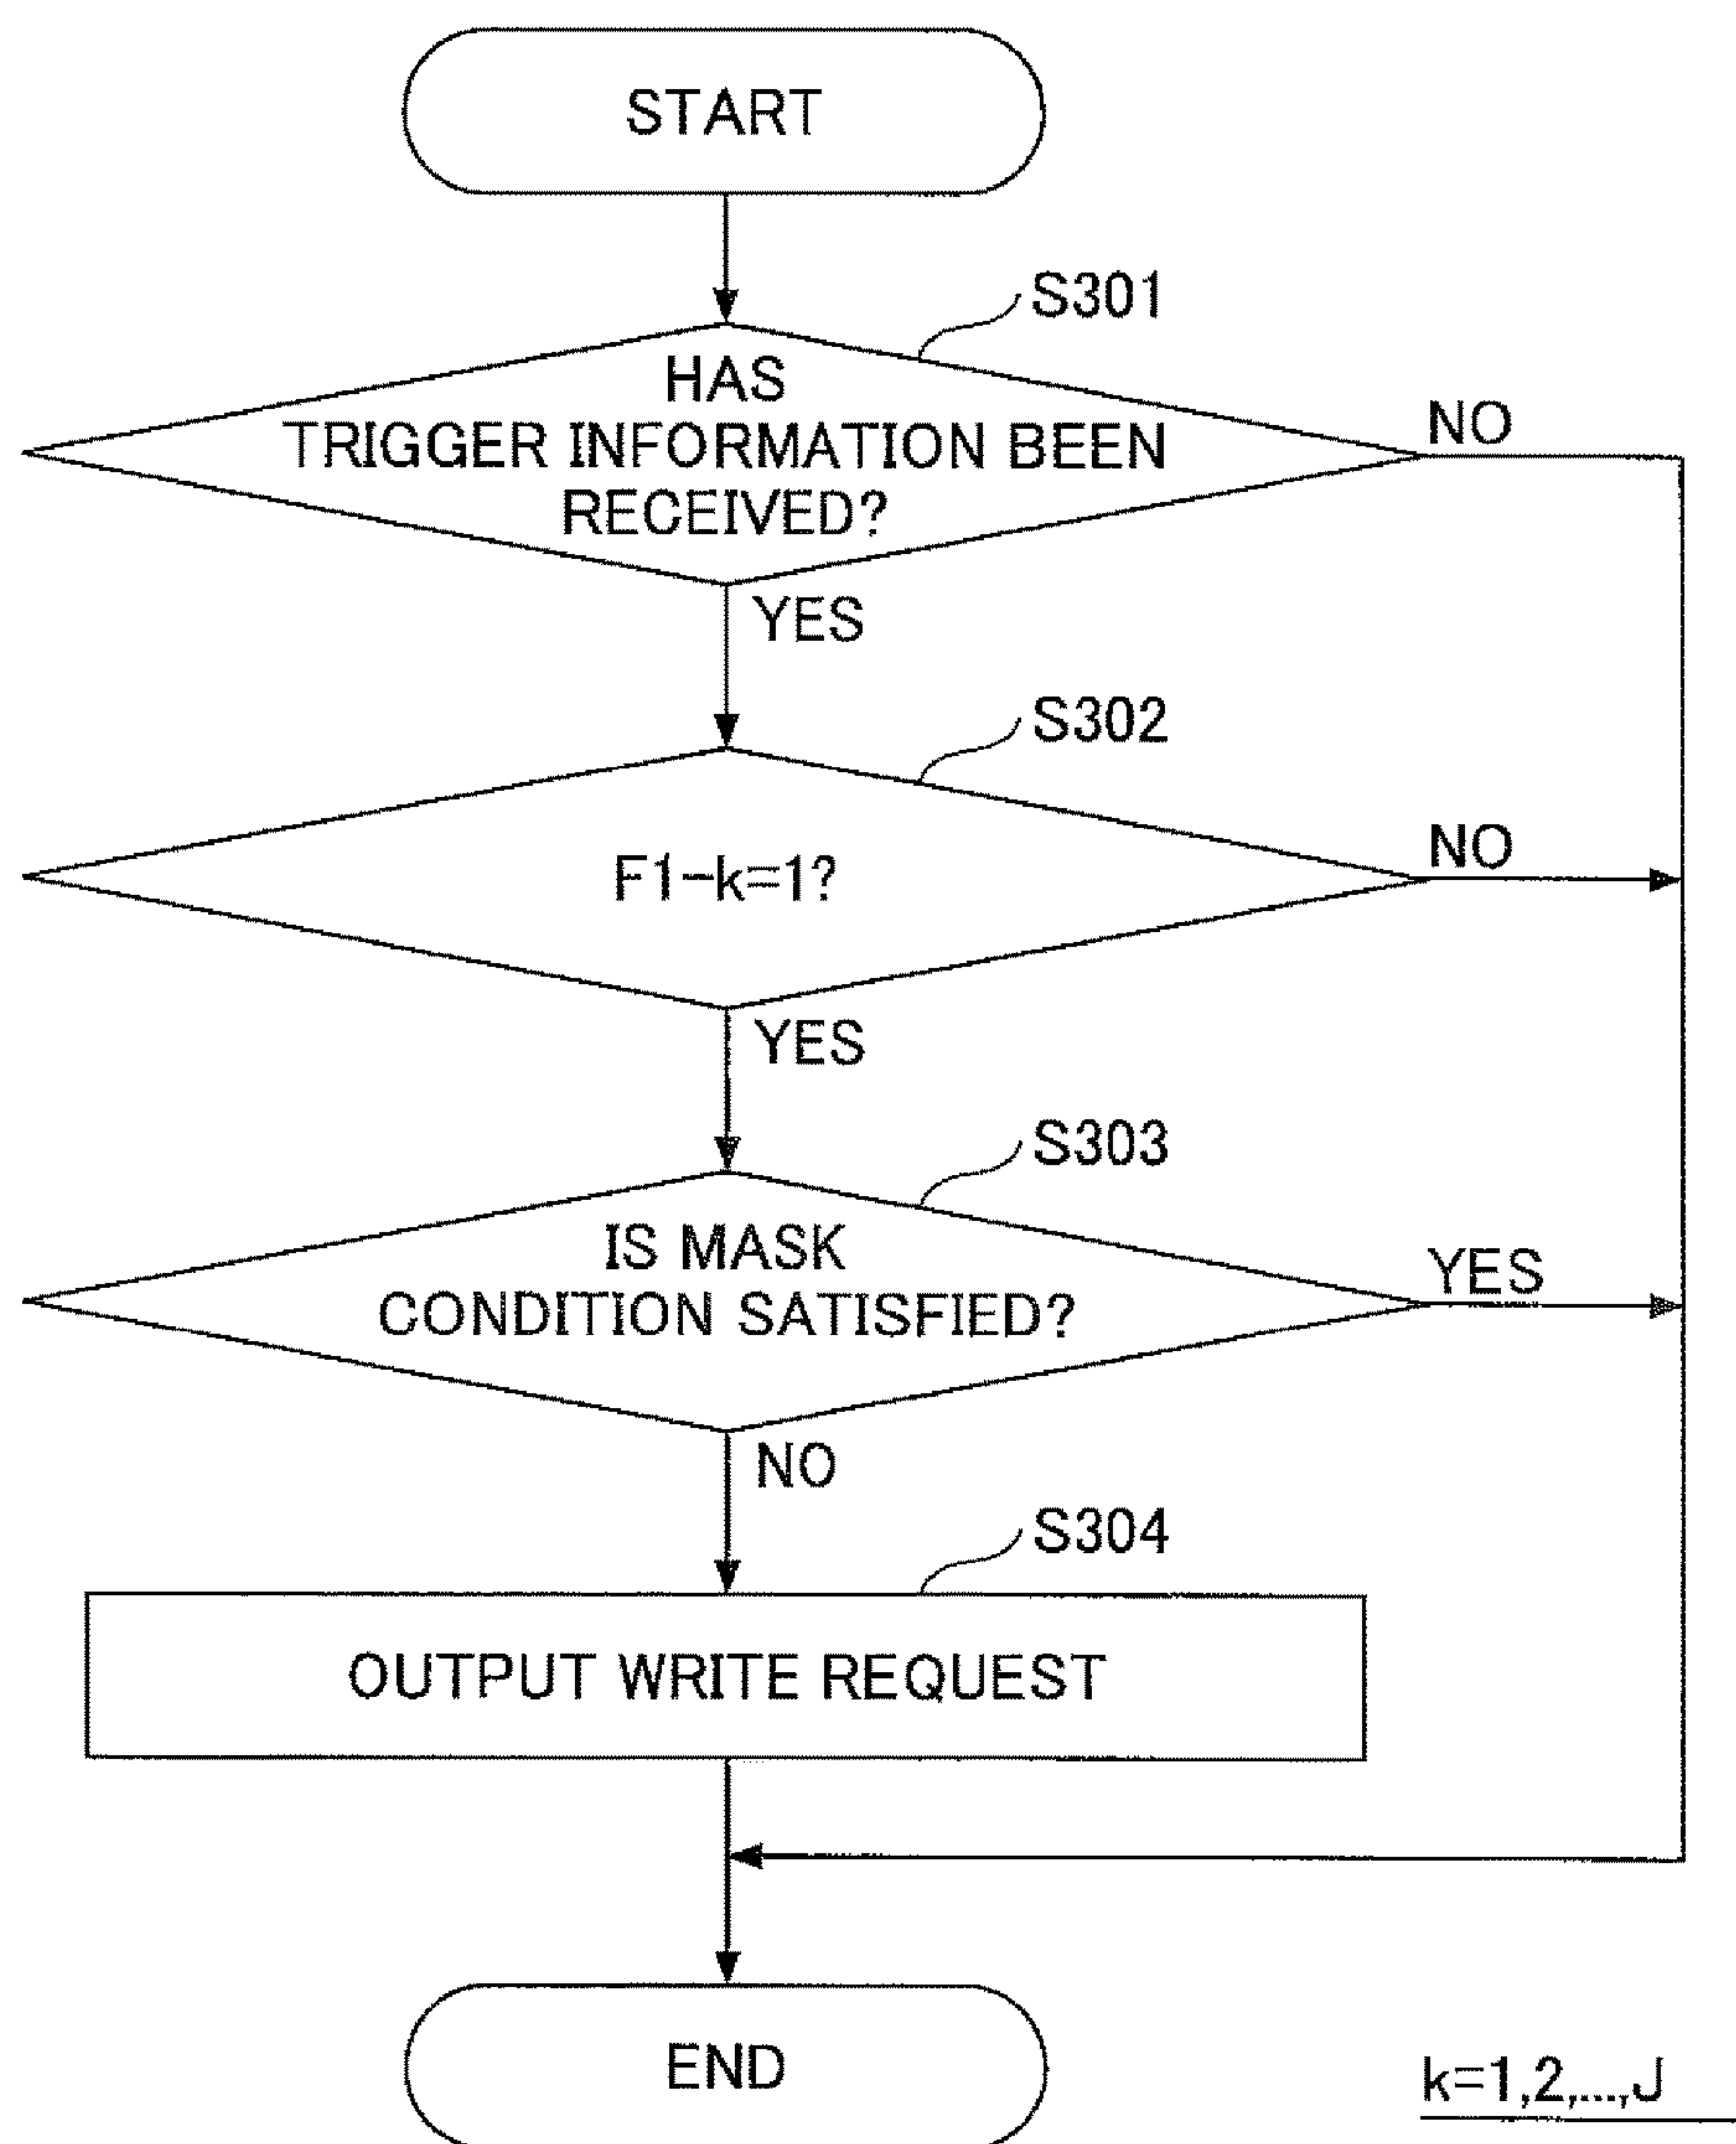 START
S301
HAS
TRIGGER INFORMATION BEEN
RECEIVED?
NO
YES
S302
F1-k=1?
NO
YES
S303
IS MASK
CONDITION SATISFIED?
YES
NO
S304
OUTPUT WRITE REQUEST
END
k=1,2,...,J